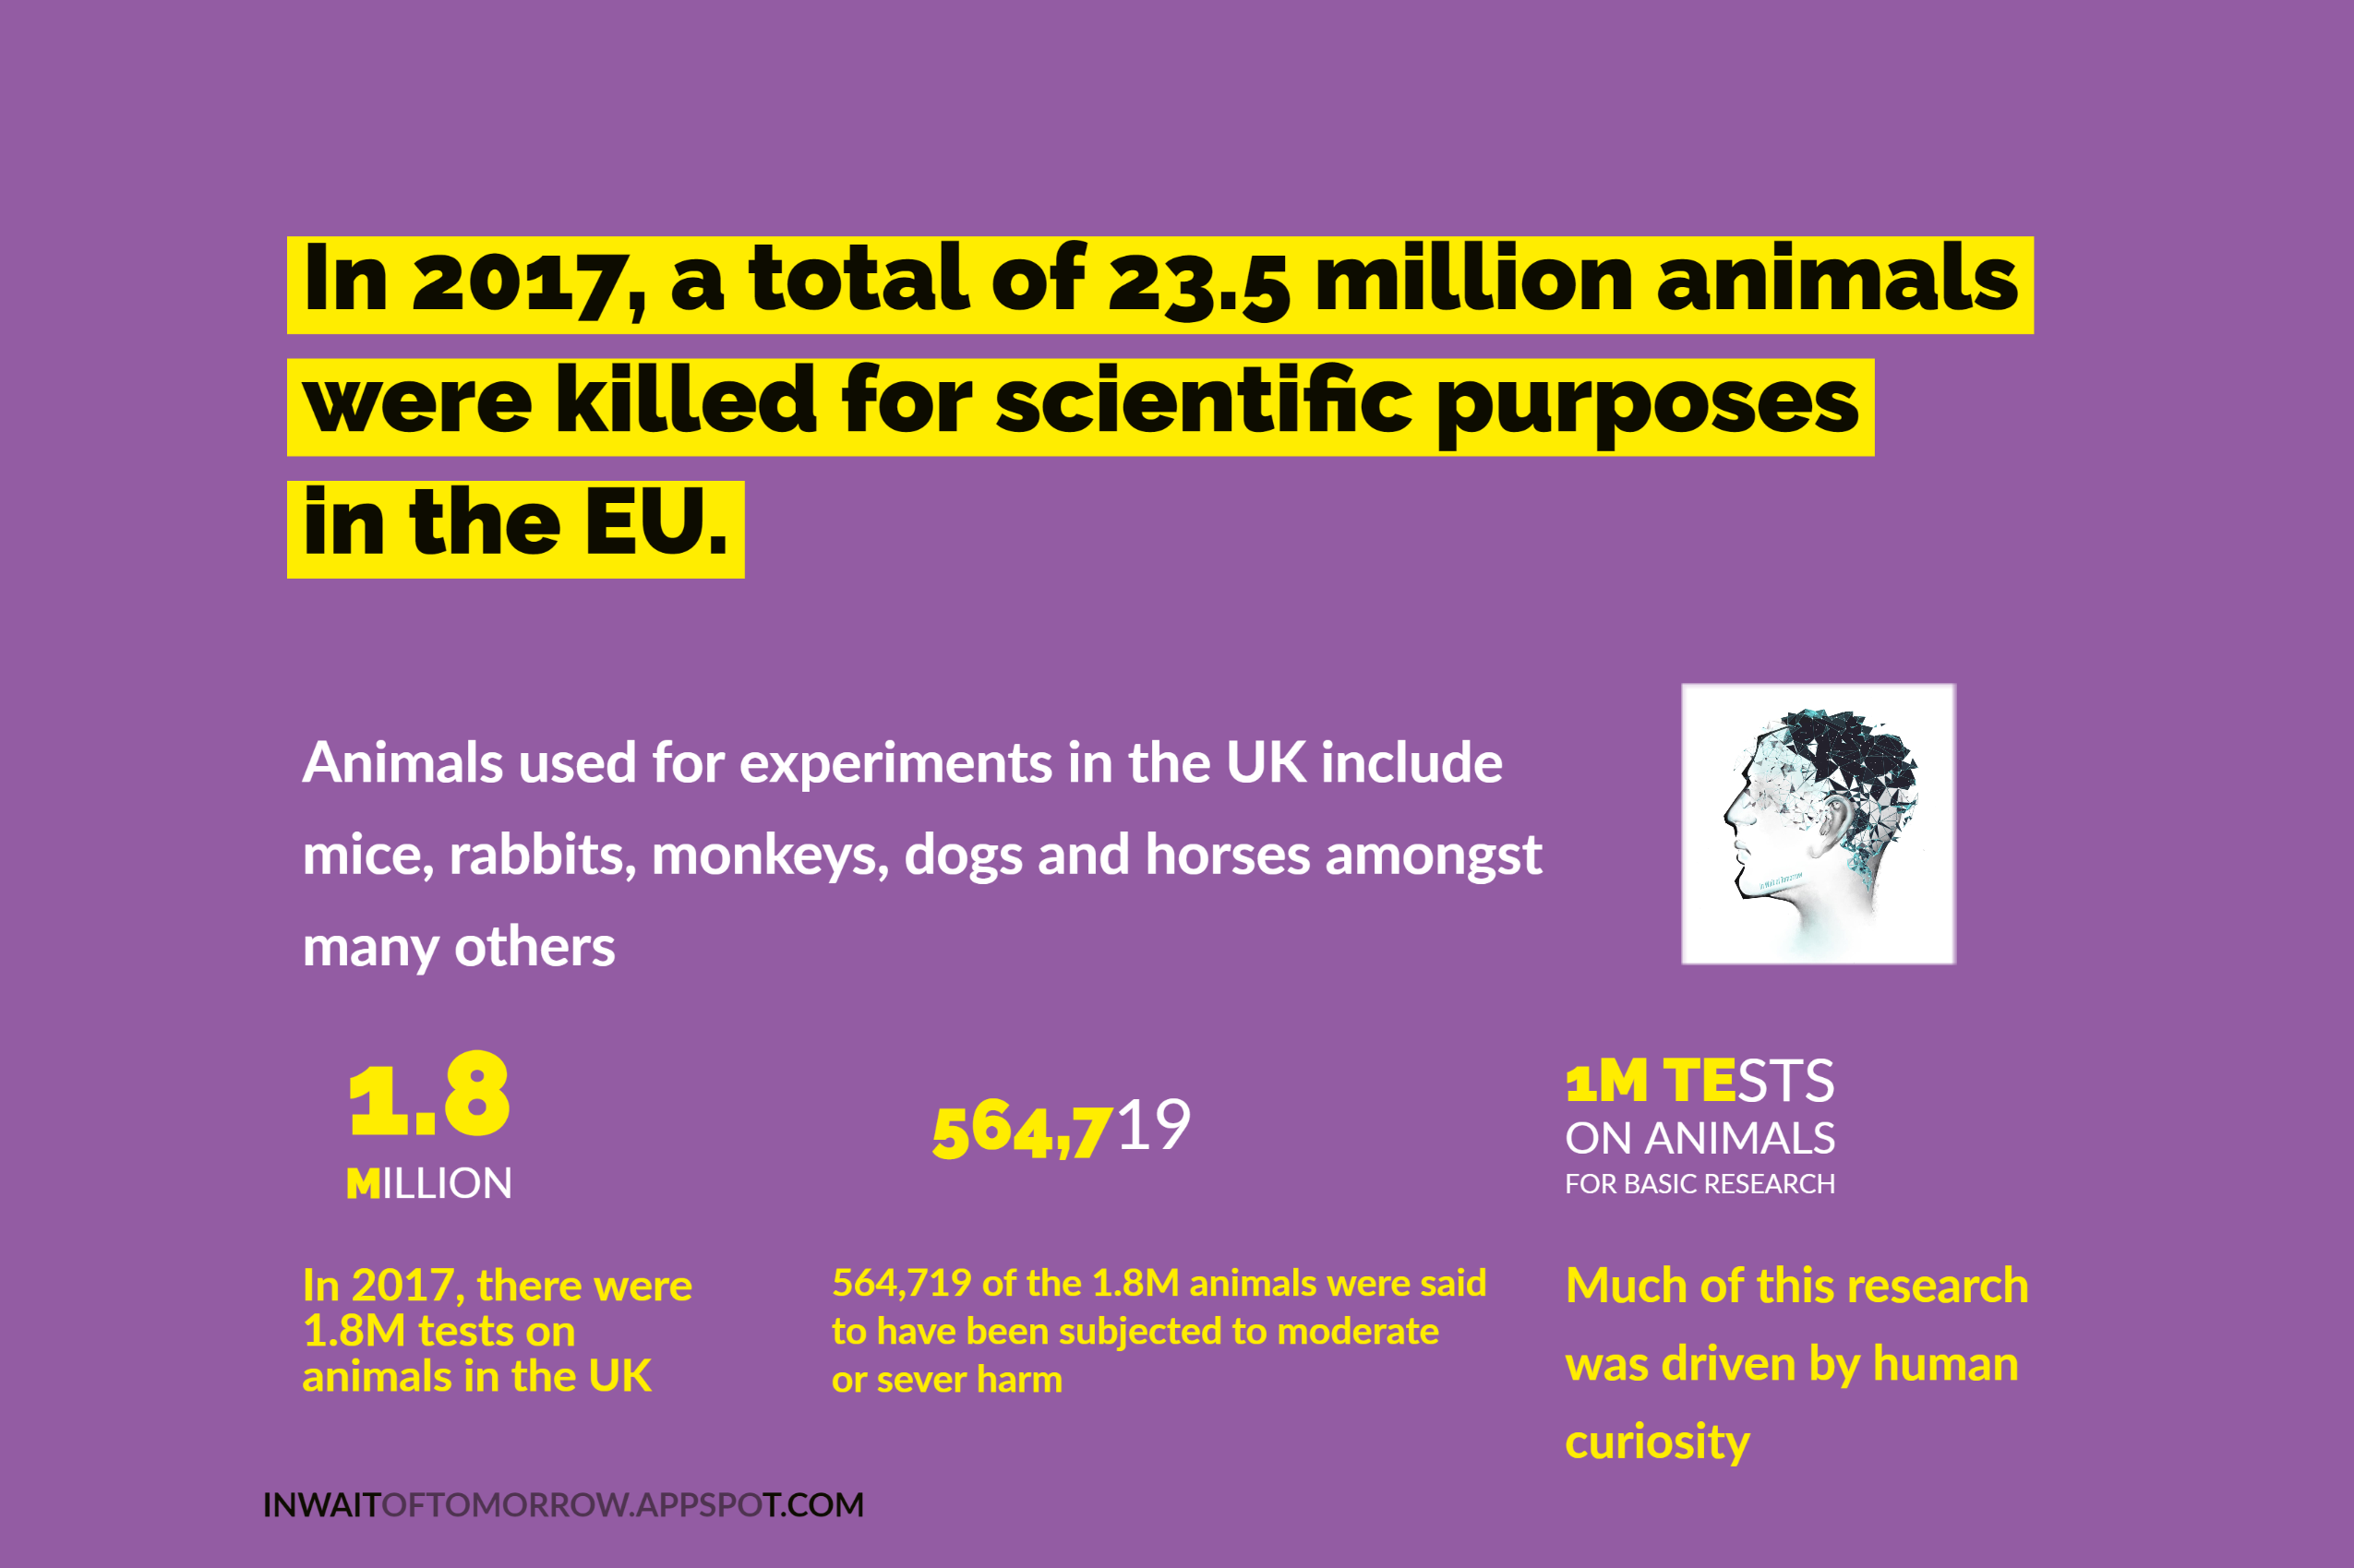 In 2017, a total of 23.5 million animals
were killed for scientific purposes
in the EU.
Animals used for experiments in the UK include
mice, rabbits, monkeys, dogs and horses amongst
many others
In Wait of Tomorrow
1.8
MILLION
In 2017, there were
1.8M tests on
animals in the UK
564,719
564,719 of the 1.8M animals were said
to have been subjected to moderate
or sever harm
1M TESTS
ON ANIMALS
FOR BASIC RESEARCH
Much of this research
was driven by human
curiosity
INWAITOFTOMORROW.APPSPOT.COM